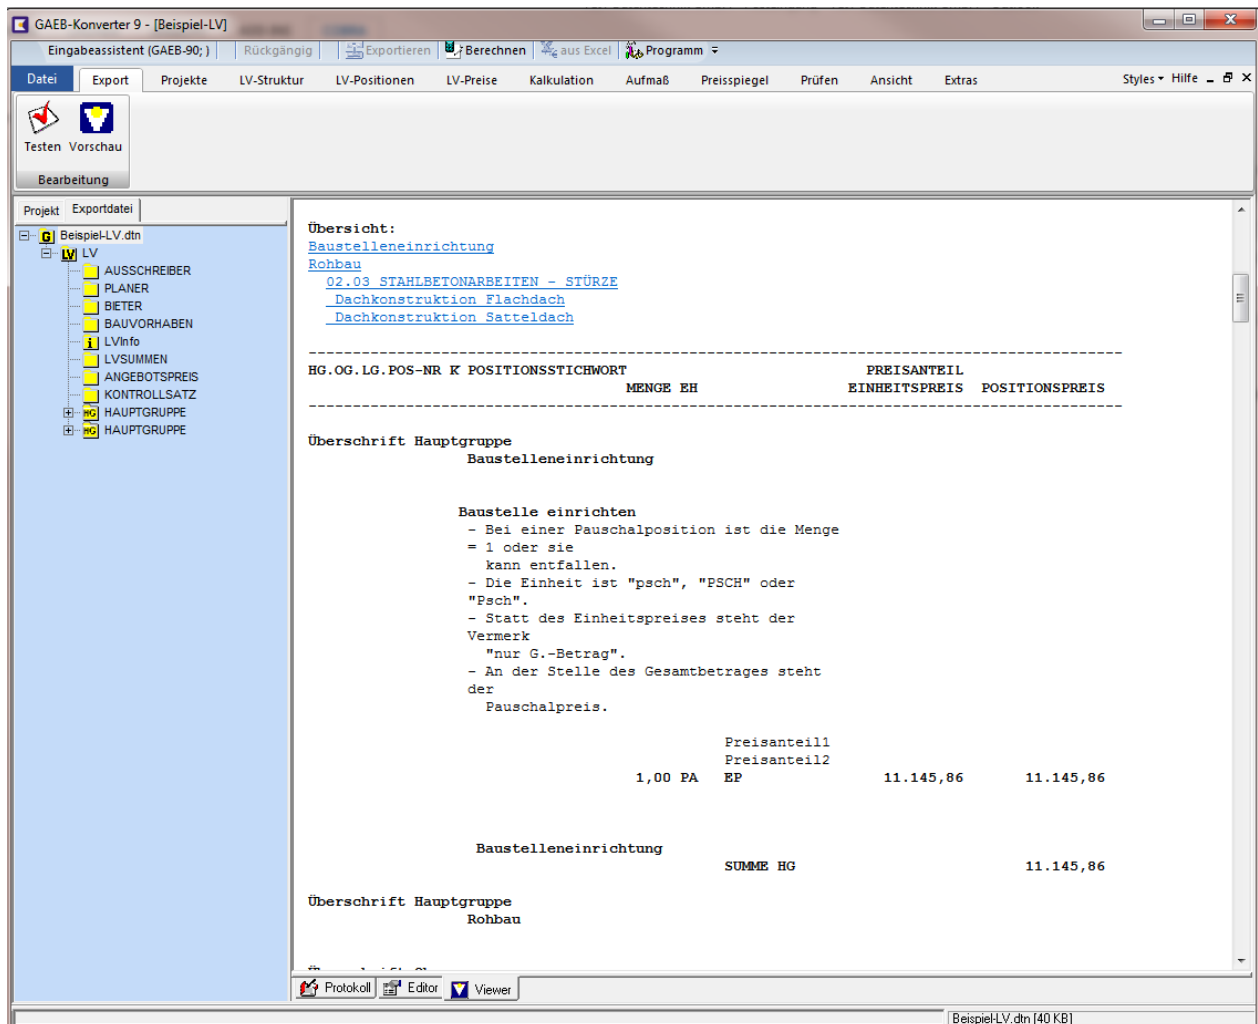 GAEB-Konverter 9 - [Beispiel-LV]
Eingabeassistent (GAEB-90; ) Rückgängig Exportieren Berechnen aus Excel Programm
Datei Export Projekte LV-Struktur LV-Positionen LV-Preise Kalkulation Aufmaß Preisspiegel Prüfen Ansicht Extras Styles Hilfe
Testen Vorschau
Bearbeitung
Projekt Exportdatei
G Beispiel-LV.dtn
LV LV
AUSSCHREIBER
PLANER
BIETER
BAUVORHABEN
i LVInfo
LVSUMMEN
ANGEBOTSPREIS
KONTROLLSATZ
HG HAUPTGRUPPE
HG HAUPTGRUPPE
Übersicht:
Baustelleneinrichtung
Rohbau
02.03 STAHLBETONARBEITEN - STÜRZE
Dachkonstruktion Flachdach
Dachkonstruktion Satteldach
HG.OG.LG.POS-NR K POSITIONSSTICHWORT PREISANTEIL
MENGE EH EINHEITSPREIS POSITIONSPREIS
Überschrift Hauptgruppe
Baustelleneinrichtung
Baustelle einrichten
- Bei einer Pauschalposition ist die Menge
= 1 oder sie
kann entfallen.
- Die Einheit ist "psch", "PSCH" oder
"Psch".
- Statt des Einheitspreises steht der
Vermerk
"nur G.-Betrag".
- An der Stelle des Gesamtbetrages steht
der
Pauschalpreis.
Preisanteil1
Preisanteil2
1,00 PA EP 11.145,86 11.145,86
Baustelleneinrichtung
SUMME HG 11.145,86
Überschrift Hauptgruppe
Rohbau
Protokoll Editor Viewer
Beispiel-LV.dtn [40 KB]